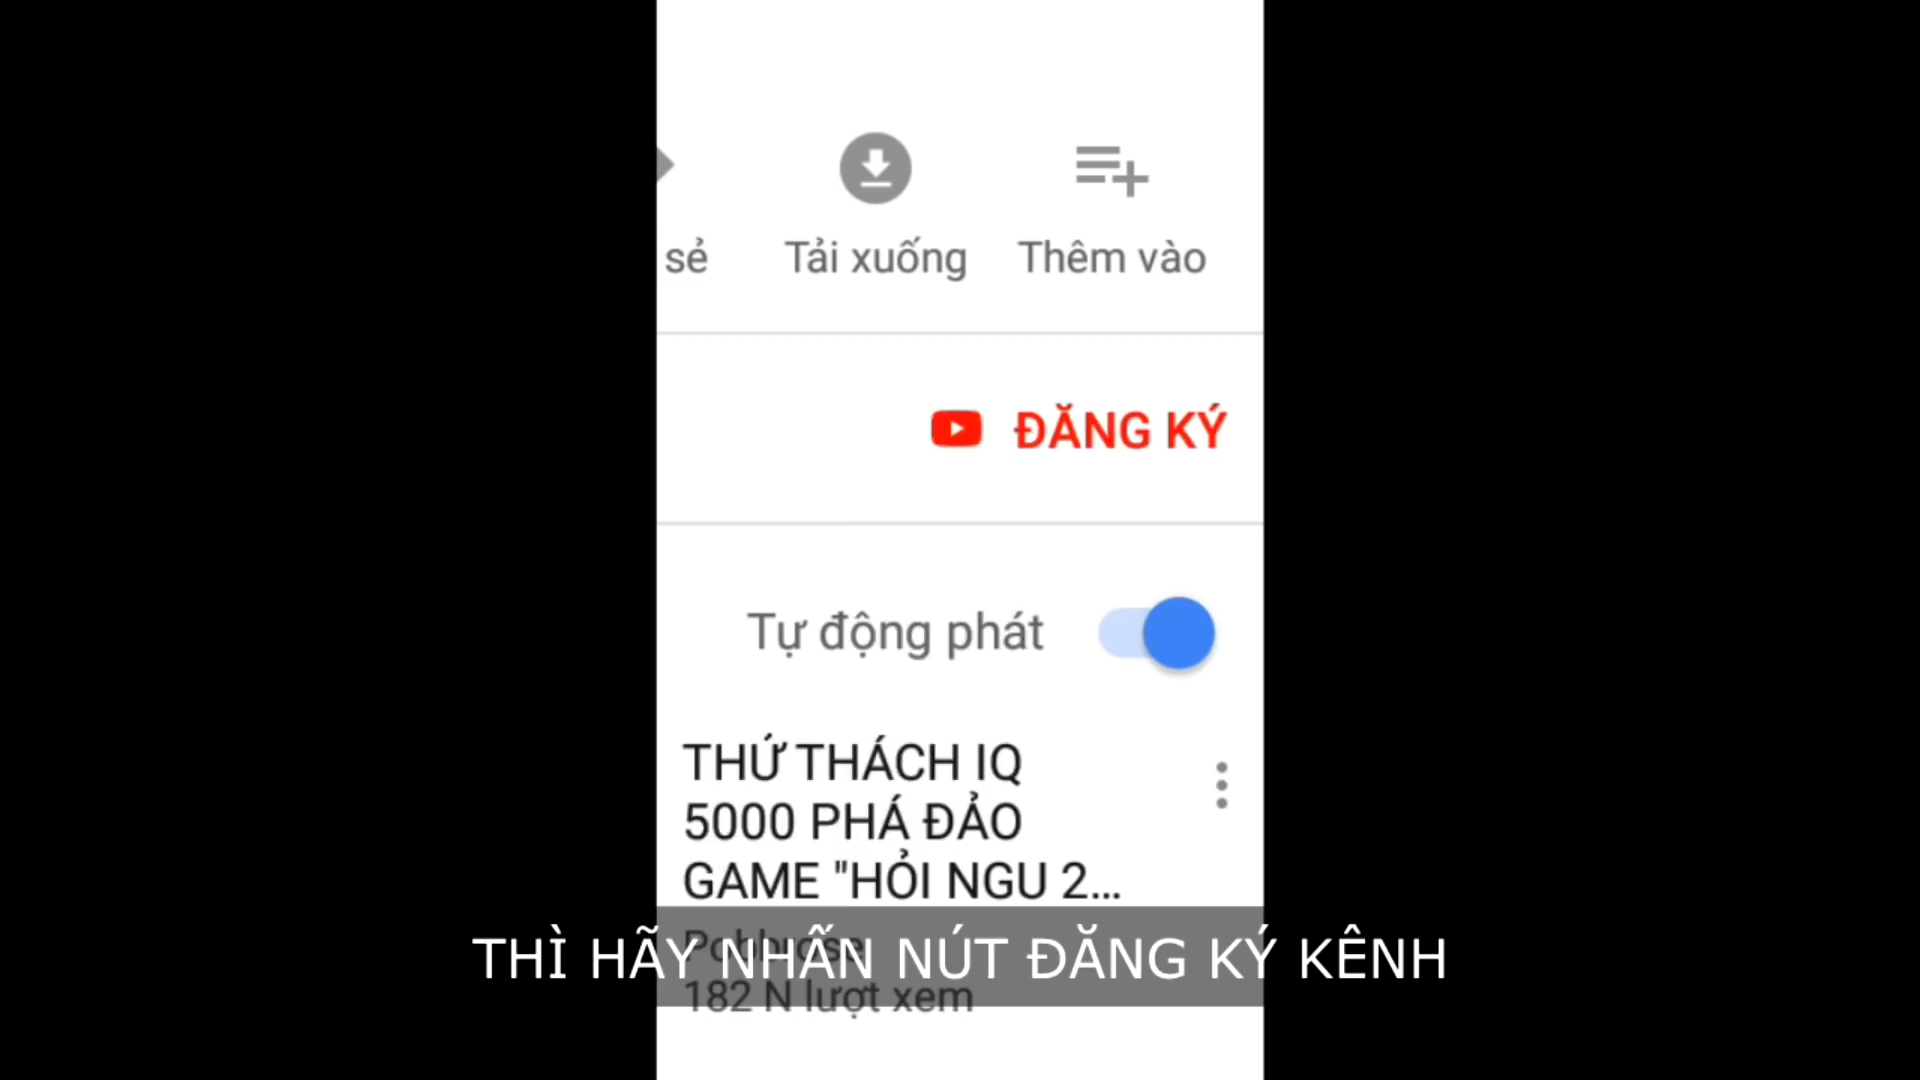 sẻ Tải xuống Thêm vào
ĐĂNG KÝ
Tự động phát
THỨ THÁCH IQ
5000 PHÁ ĐẢO
GAME "HỎI NGU 2...
THÌ HÃY NHẤN NÚT ĐĂNG KÝ KÊNH
182 N lượt xem